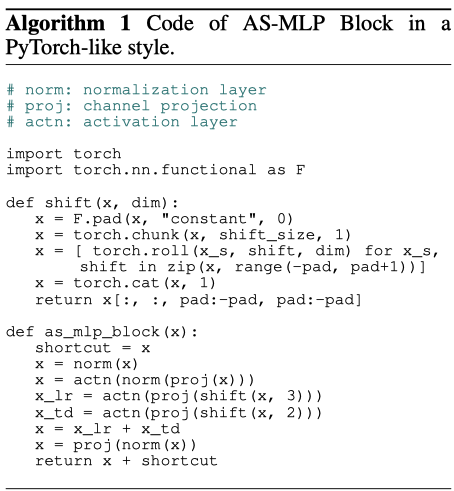 Algorithm 1 Code of AS-MLP Block in a
PyTorch-like style.
# norm: normalization layer
# proj: channel projection
# actn: activation layer
import torch
import torch.nn.functional as F
def shift(x, dim):
    x = F.pad(x, "constant", 0)
    x = torch.chunk(x, shift_size, 1)
    x = [ torch.roll(x_s, shift, dim) for x_s,
        shift in zip(x, range(-pad, pad+1))]
    x = torch.cat(x, 1)
    return x[:, :, pad:-pad, pad:-pad]
def as_mlp_block(x):
    shortcut = x
    x = norm(x)
    x = actn(norm(proj(x)))
    x_lr = actn(proj(shift(x, 3)))
    x_td = actn(proj(shift(x, 2)))
    x = x_lr + x_td
    x = proj(norm(x))
    return x + shortcut